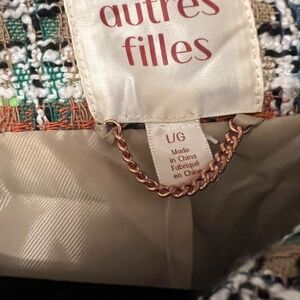 autres
filles
L/G
Made
in China
Fabriqué
en Chine